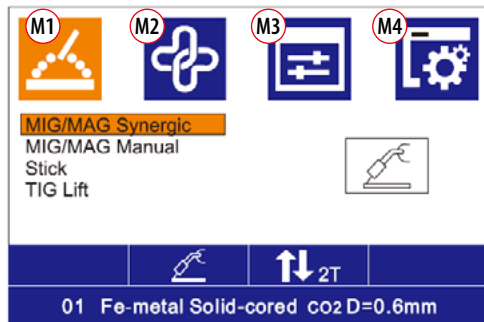 M1 M2 M3 M4
MIG/MAG Synergic
MIG/MAG Manual
Stick
TIG Lift
2T
01 Fe-metal Solid-cored CO2 D=0.6mm